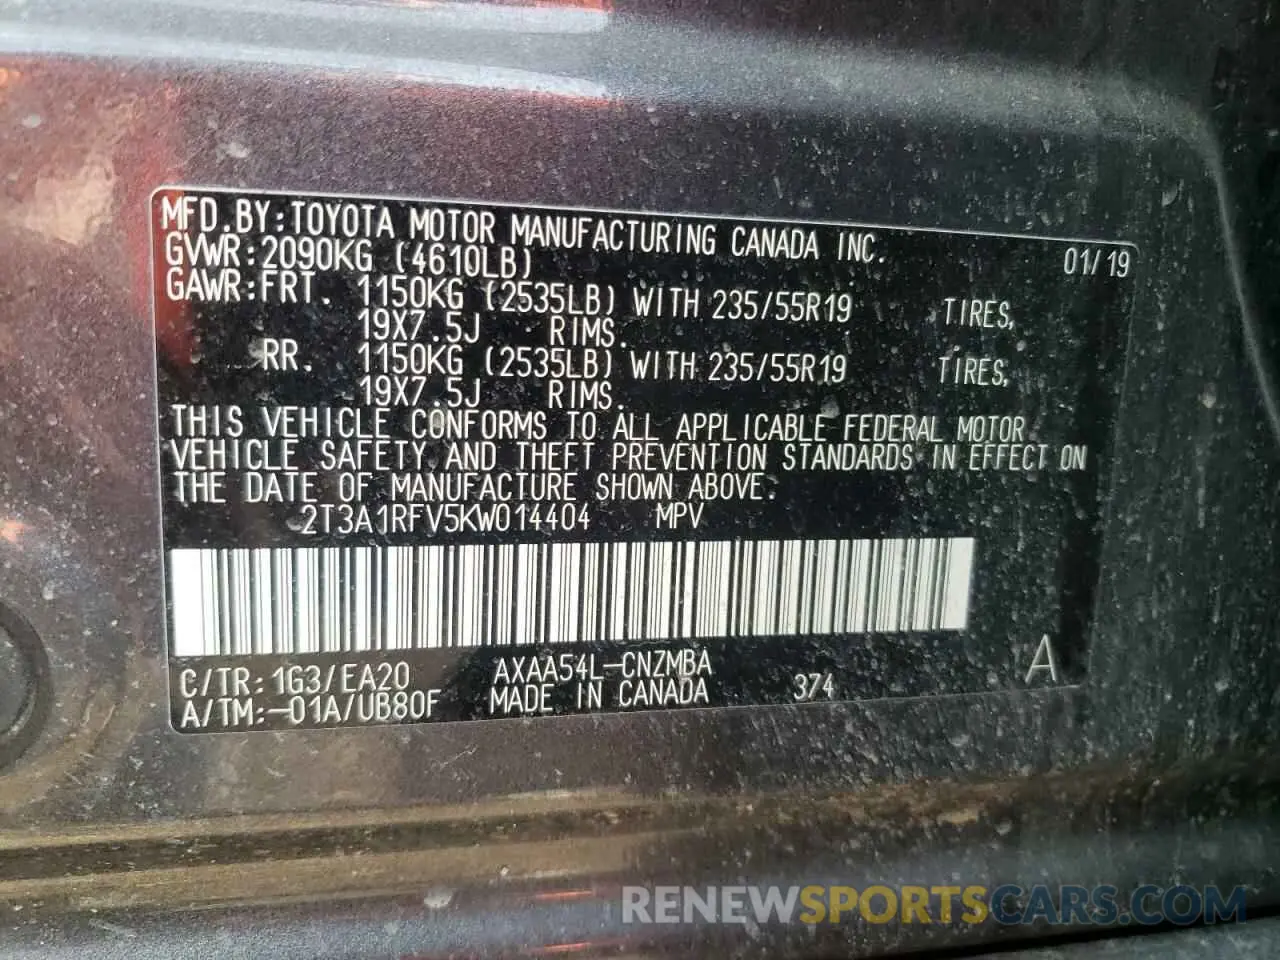 MFD.BY:TOYOTA MOTOR MANUFACTURING CANADA INC. 01/19
GVWR:2090KG (4610LB)
GAWR:FRT. 1150KG (2535LB) WITH 235/55R19 TIRES,
19X7.5J RIMS.
RR. 1150KG (2535LB) WITH 235/55R19 TIRES,
19X7.5J RIMS.
THIS VEHICLE CONFORMS TO ALL APPLICABLE FEDERAL MOTOR
VEHICLE SAFETY AND THEFT PREVENTION STANDARDS IN EFFECT ON
THE DATE OF MANUFACTURE SHOWN ABOVE.
2T3A1RFV5KW014404 MPV
C/TR:1G3/EA20 AXAA54L-CNZMBA
A/TM:-01A/UB80F MADE IN CANADA 374 A
RENEWSPORTSCARS.COM